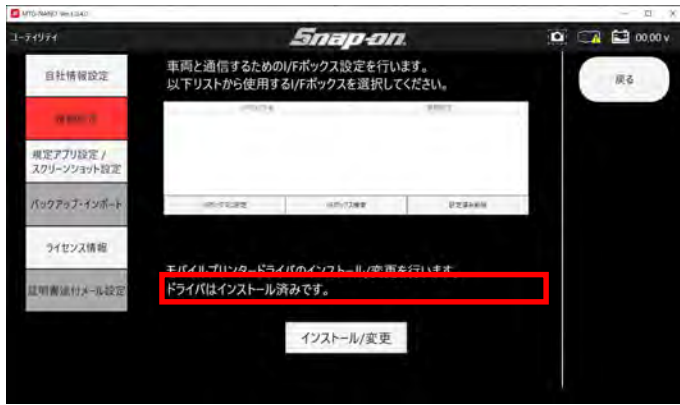 ユーティリティ
Snap-on
00.00 v
自社情報設定
車両と通信するためのI/Fボックス設定を行います。
以下リストから使用するI/Fボックスを選択してください。
戻る
規定アプリ設定 /
スクリーンショット設定
バックアップ・インポート
ライセンス情報
モバイルプリンタードライバのインストール/変更を行います
ドライバはインストール済みです。
証明書送付メール設定
インストール/変更